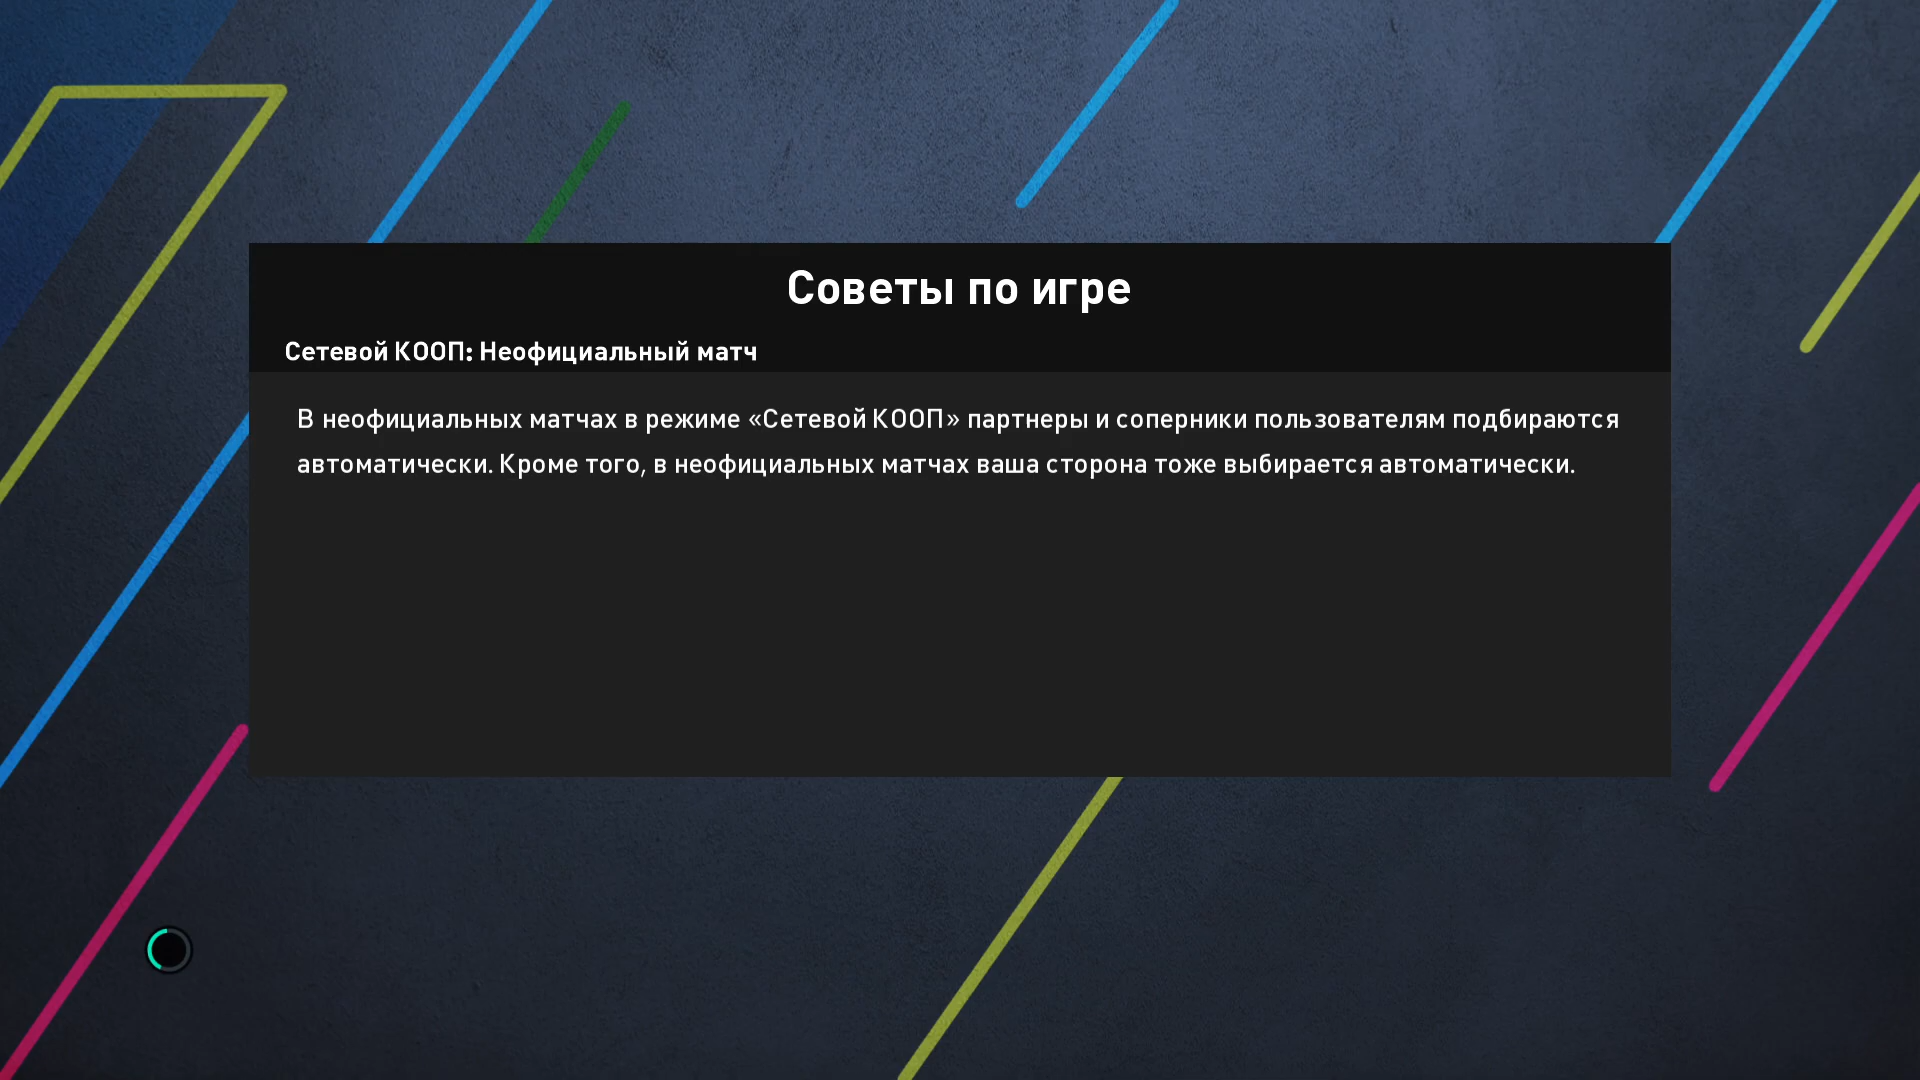 Советы по игре
Сетевой КООП: Неофициальный матч
В неофициальных матчах в режиме «Сетевой КООП» партнеры и соперники пользователям подбираются
автоматически. Кроме того, в неофициальных матчах ваша сторона тоже выбирается автоматически.